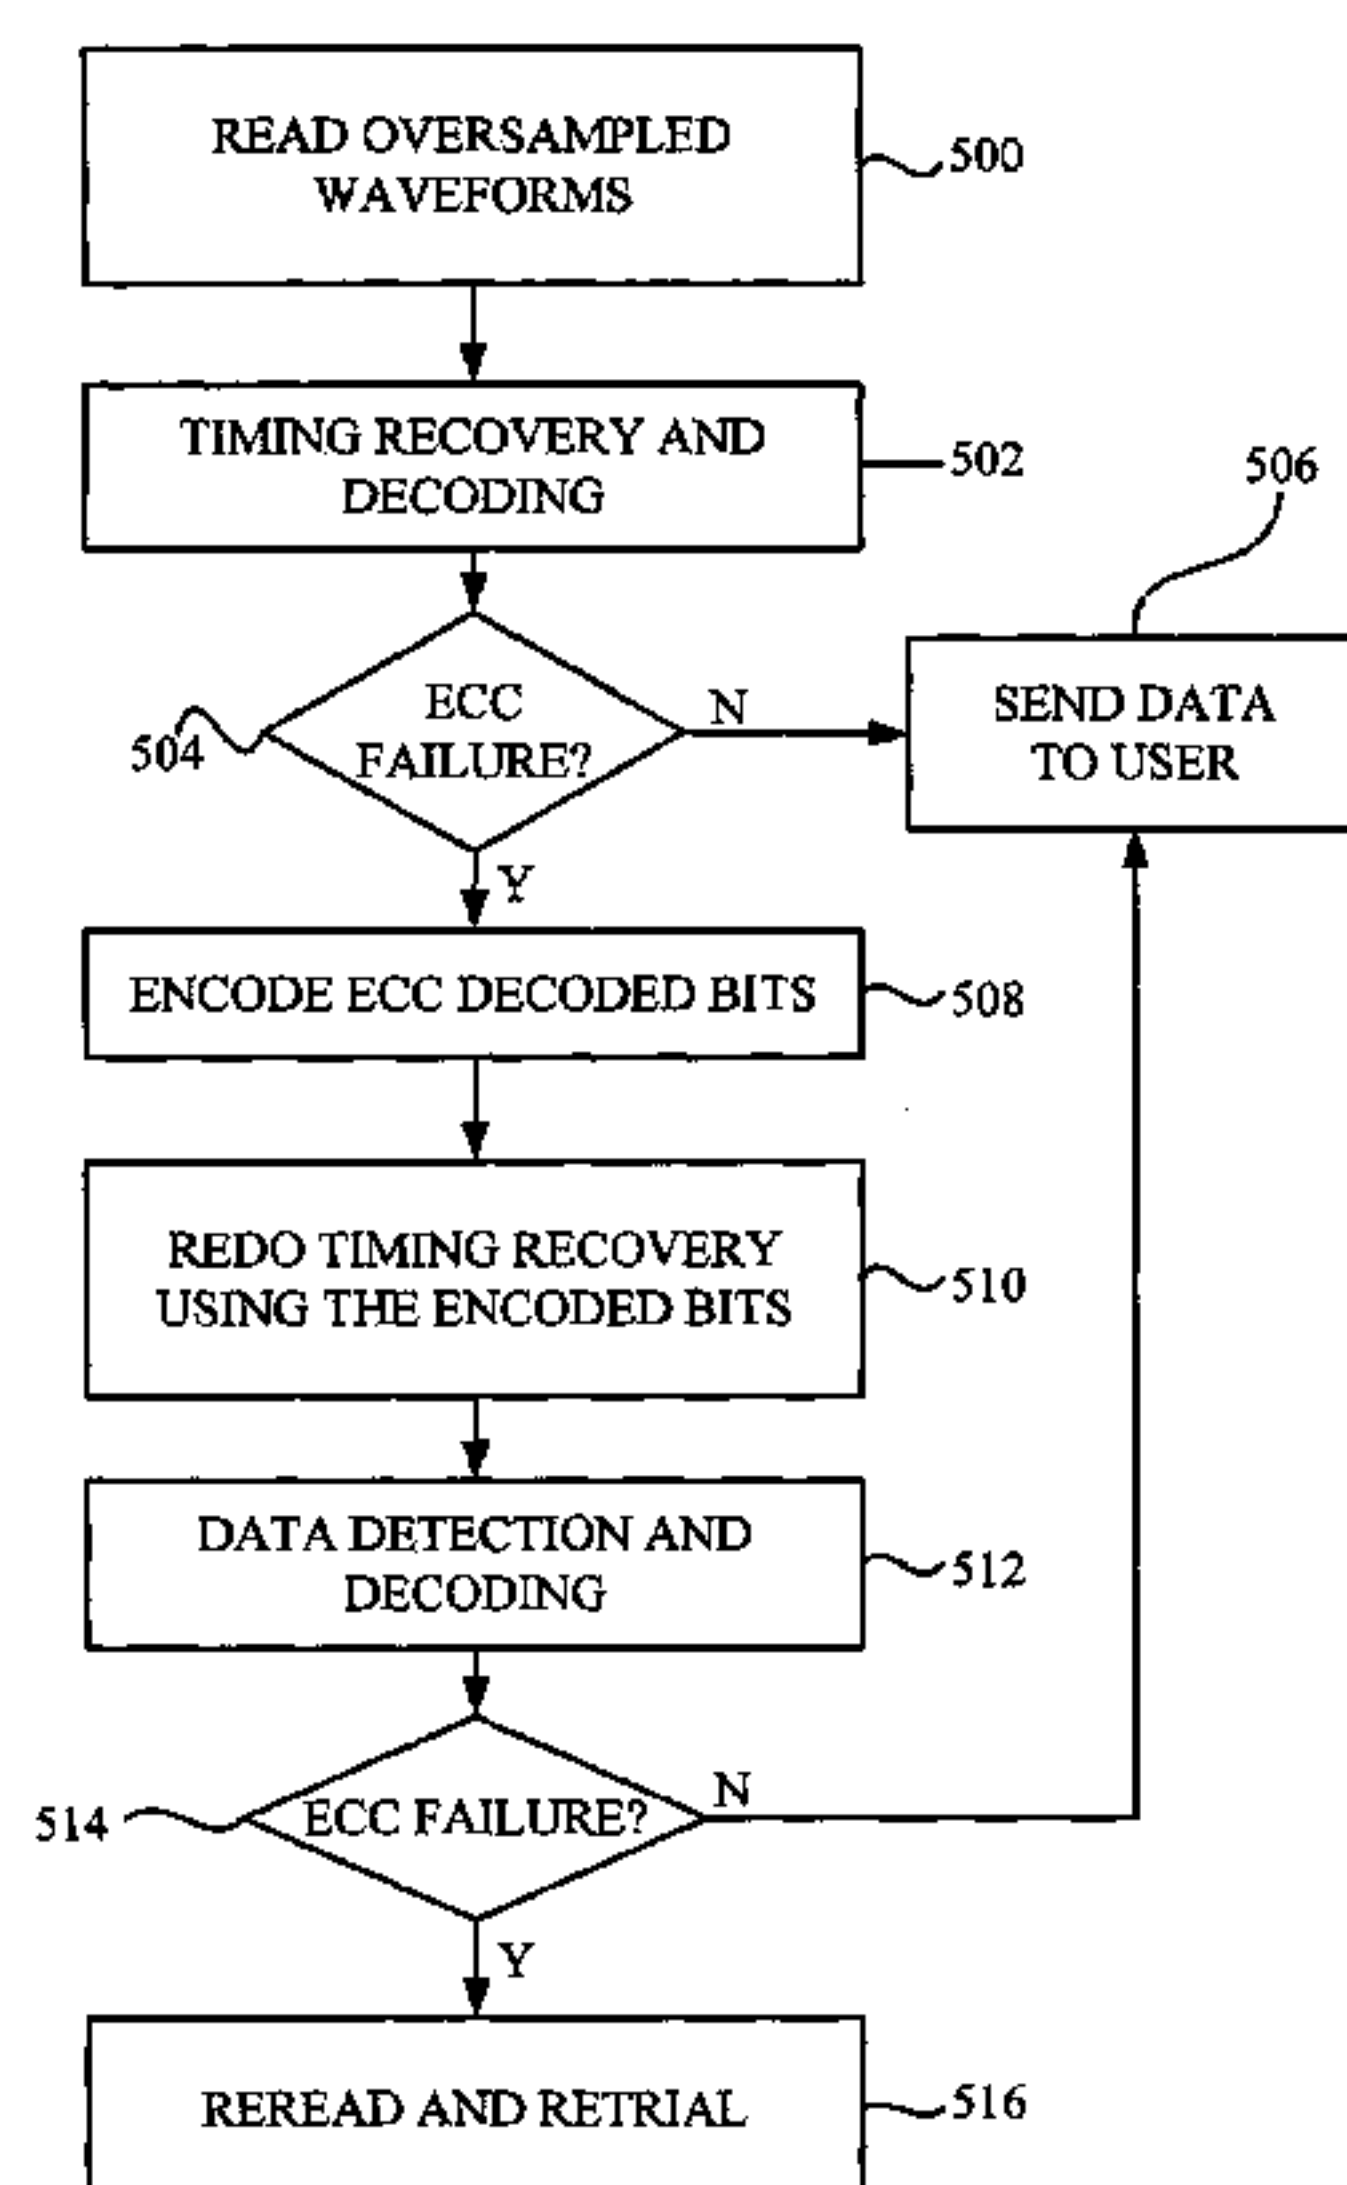 READ OVERSAMPLED
WAVEFORMS
500
TIMING RECOVERY AND
DECODING
502
506
ECC
FAILURE?
504
N
SEND DATA
TO USER
Y
ENCODE ECC DECODED BITS
508
REDO TIMING RECOVERY
USING THE ENCODED BITS
510
DATA DETECTION AND
DECODING
512
ECC FAILURE?
514
N
Y
REREAD AND RETRIAL
516